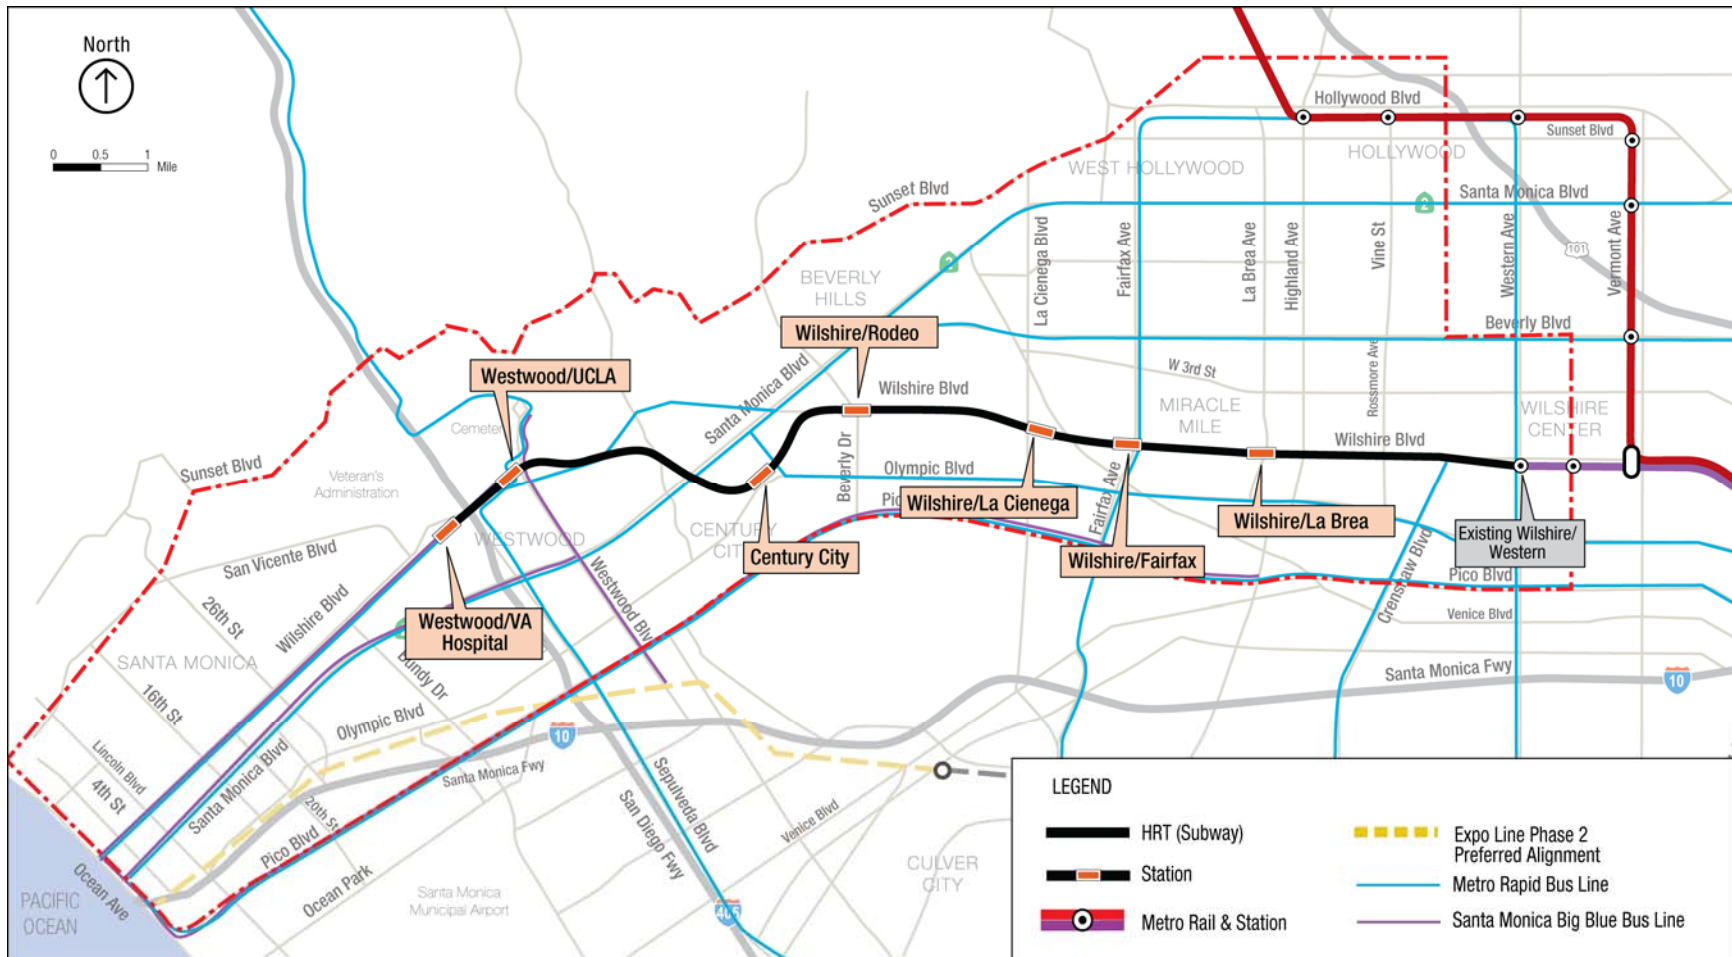 North
0 0.5 1
Mile
Hollywood Blvd
Sunset Blvd
HOLLYWOOD
WEST HOLLYWOOD
Sunset Blvd
2
Santa Monica Blvd
La Cienega Blvd
Fairfax Ave
La Brea Ave
Highland Ave
Vine St
Western Ave
Vermont Ave
101
2
BEVERLY
HILLS
Beverly Blvd
Wilshire/Rodeo
Westwood/UCLA
Santa Monica Blvd
Wilshire Blvd
W 3rd St
Rossmore Ave
MIRACLE
MILE
WILSHIRE
CENTER
Cemeter
Wilshire Blvd
Sunset Blvd
Veteran's
Administration
Beverly Dr
Olympic Blvd
Fairfax Ave
Pic
Wilshire/La Cienega
Wilshire/La Brea
WESTWOOD
CENTURY
CIT
Century City
Wilshire/Fairfax
Existing Wilshire/
Western
San Vicente Blvd
Westwood Blv
Crenshaw Blvd
Pico Blvd
Venice Blvd
26th St
Wilshire Blvd
Westwood/VA
Hospital
SANTA MONICA
Bundy Dr
Santa Monica Fwy
10
16th St
Olympic Blvd
10
Lincoln Blvd
4th St
Santa Monica Blvd
Santa Monica Fwy
20th St
Pico Blvd
Sepulveda Blvd
San Diego Fwy
Venice Blvd
Ocean Ave
Ocean Park
CULVER
CITY
Santa Monica
Municipal Airport
405
PACIFIC
OCEAN
LEGEND
HRT (Subway)
Station
Metro Rail & Station
Expo Line Phase 2
Preferred Alignment
Metro Rapid Bus Line
Santa Monica Big Blue Bus Line